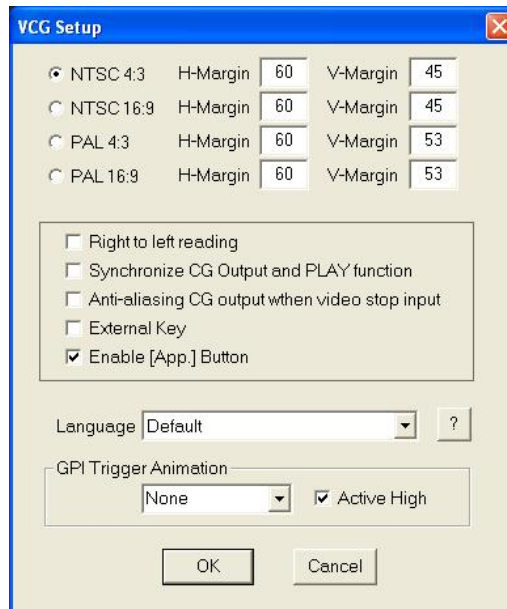 VCG Setup
NTSC 4:3 H-Margin 60 V-Margin 45
NTSC 16:9 H-Margin 60 V-Margin 45
PAL 4:3 H-Margin 60 V-Margin 53
PAL 16:9 H-Margin 60 V-Margin 53
Right to left reading
Synchronize CG Output and PLAY function
Anti-aliasing CG output wthen video stop input
External Key
Enable [App.] Button
Language Default ?
GPI Trigger Animation
None Active High
OK Cancel